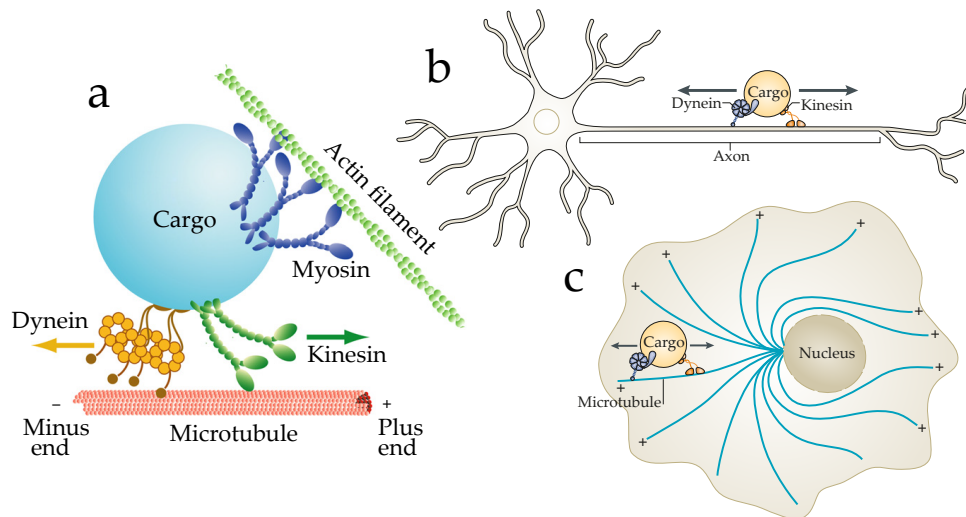 a
Cargo
Actin filament
Myosin
Dynein
Kinesin
−
+
Minus
end
Microtubule
Plus
end
b
Dynein
Cargo
Kinesin
Axon
c
+
+
+
+
Cargo
Nucleus
+
+
+
Microtubule
+
+
+